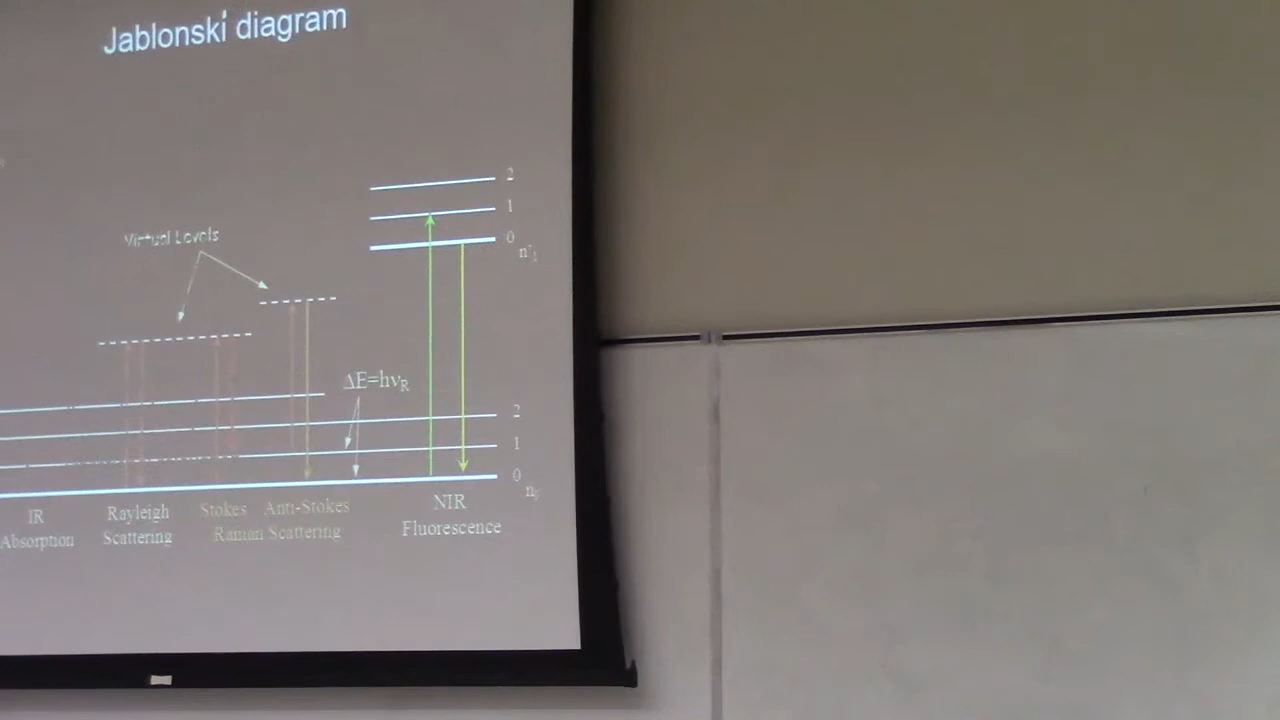 Jablonski diagram
2
1
0
Virtual Levels
ΔE=hνR
2
1
0
IR
Absorption
Rayleigh
Scattering
Stokes Anti-Stokes
Raman Scattering
NIR
Fluorescence